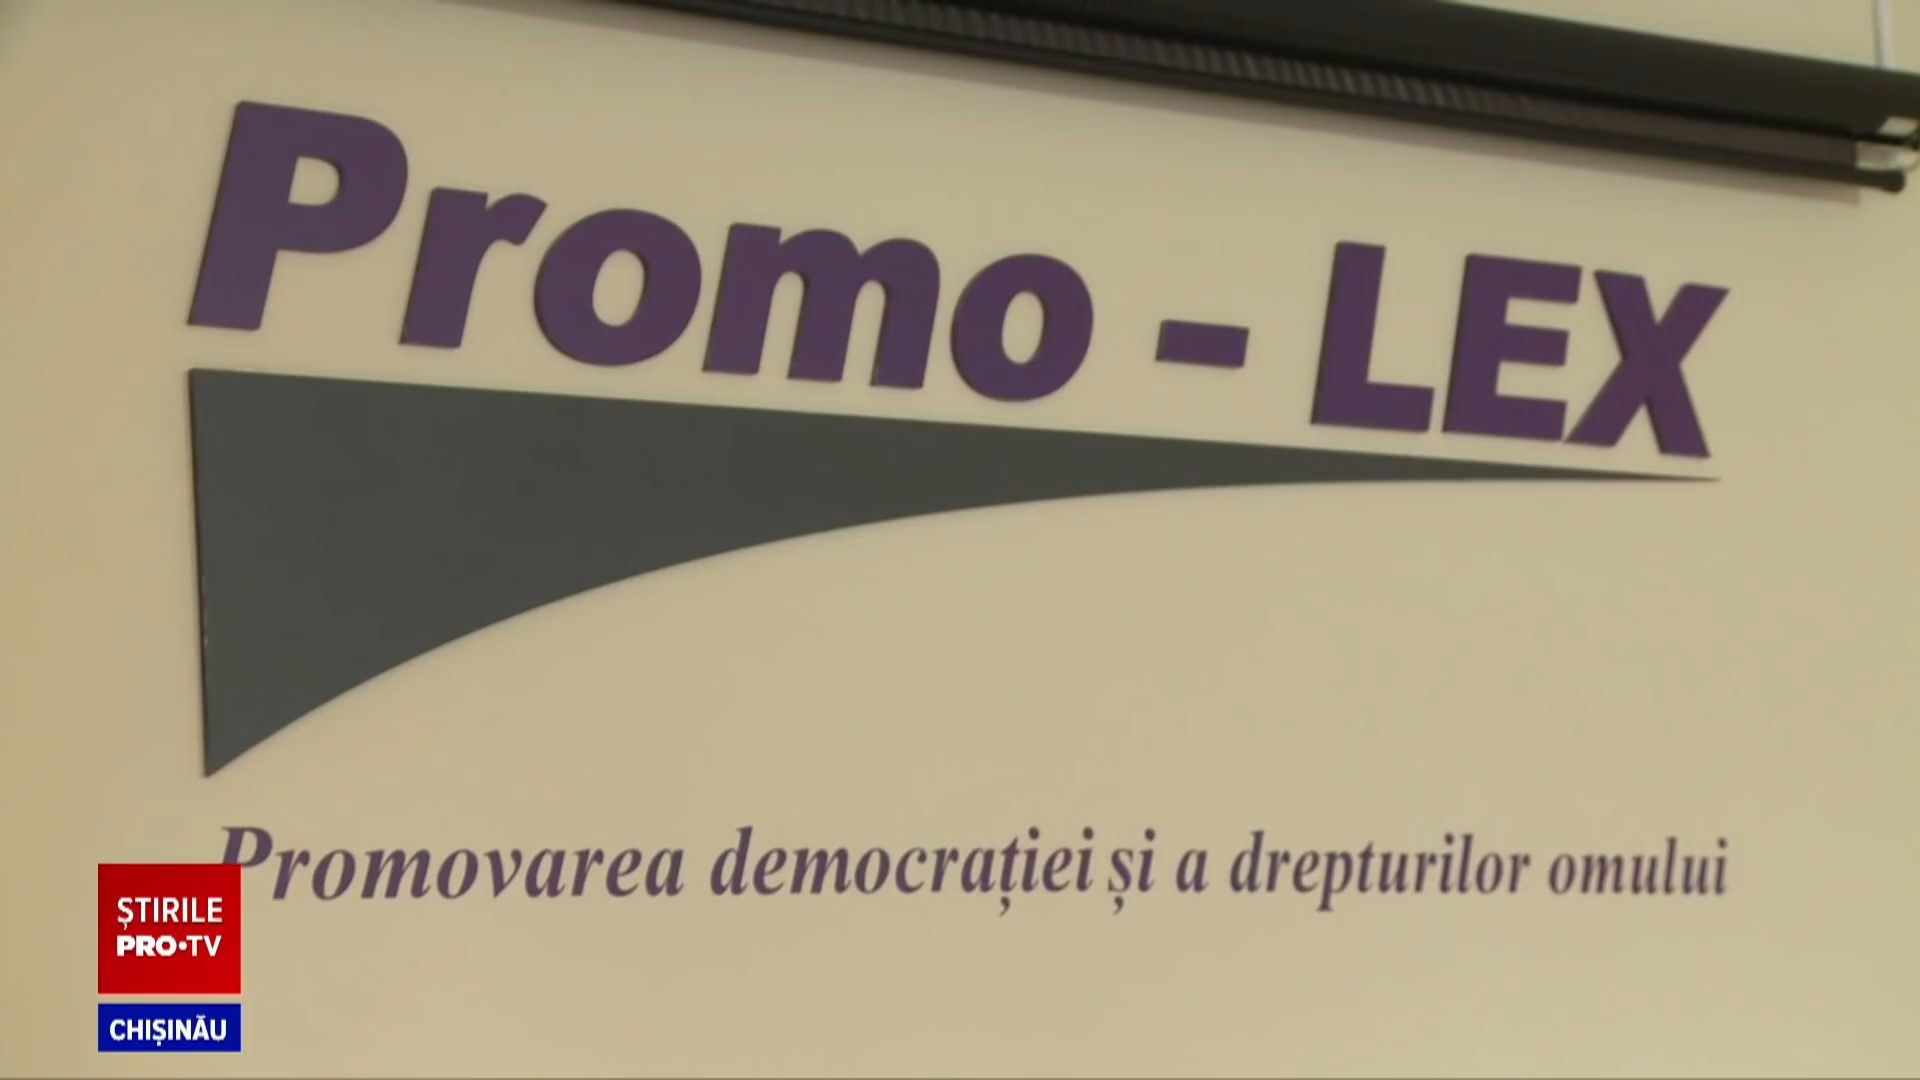 Promo - LEX
Promovarea democrației și a drepturilor omului
ȘTIRILE
PRO•TV
CHIȘINĂU